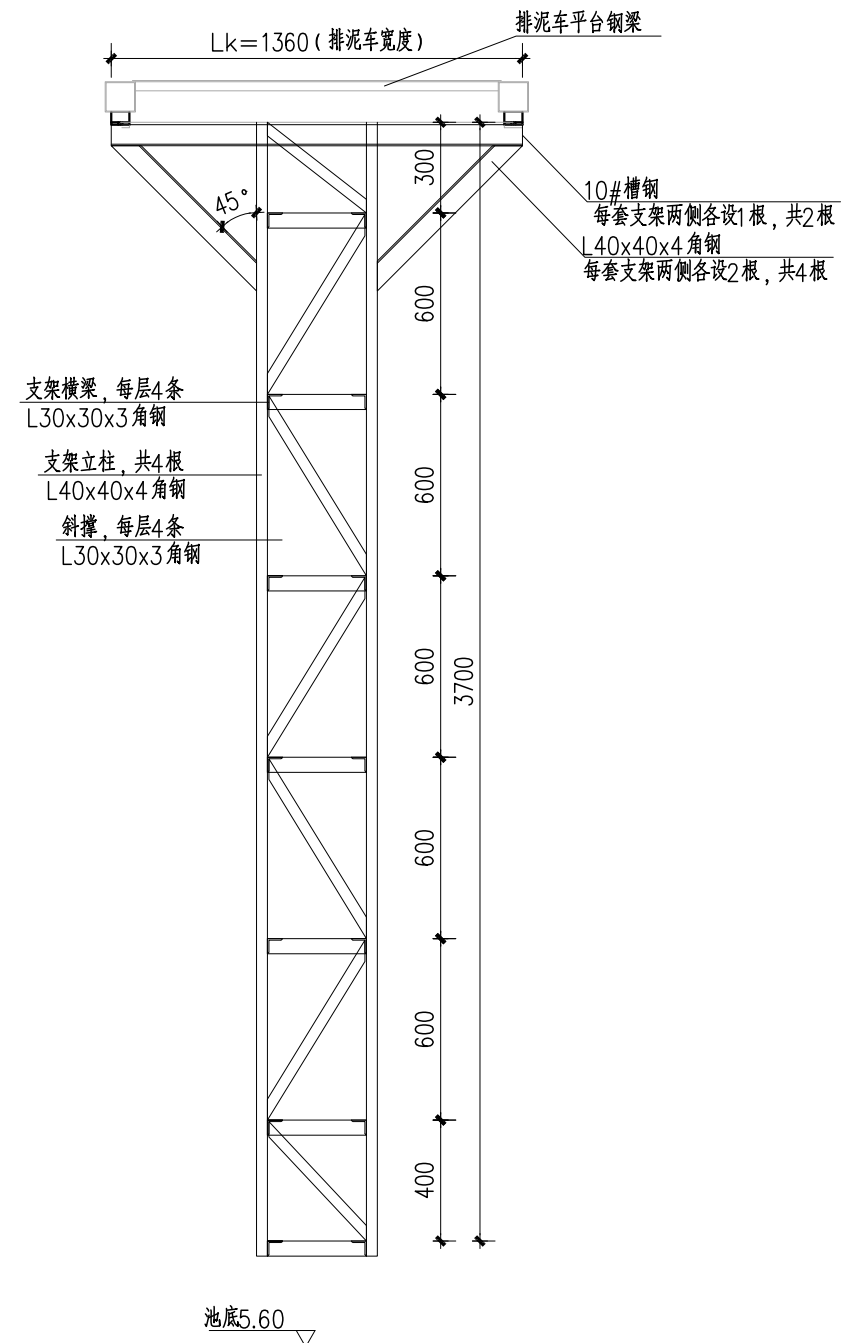 排泥车平台钢梁
Lk=1360(排泥车宽度)
300
10#槽钢
每套支架两侧各设1根，共2根
45°
L40x40x4角钢
每套支架两侧各设2根，共4根
600
支架横梁，每层4条
L30x30x3角钢
支架立柱，共4根
L40x40x4角钢
600
斜撑，每层4条
L30x30x3角钢
600
3700
600
600
400
池底5.60